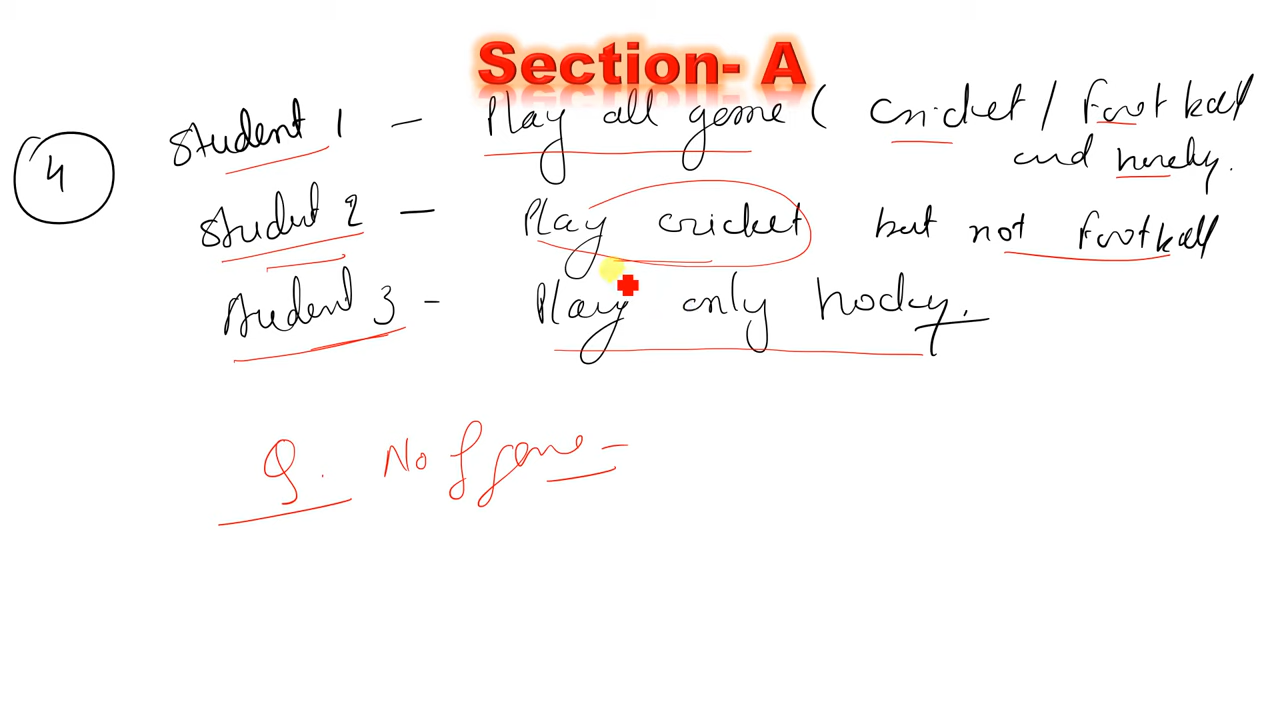 Section- A
4
Student 1 - Play all game ( Cricket / Football
and hockey.
Student 2 - Play cricket but not Football
Student 3 - Play only hockey.
Q. No of game -